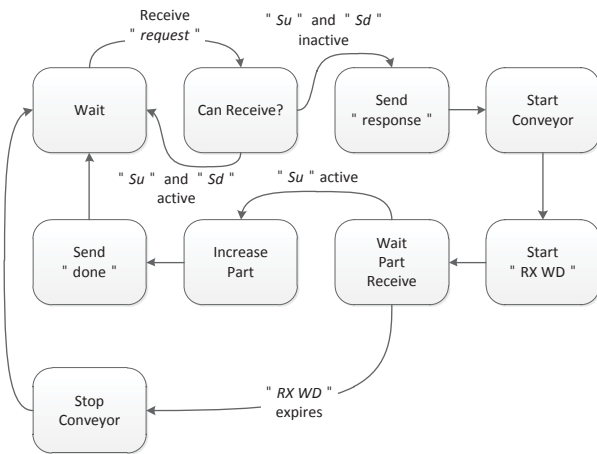 Receive
" request "
" Su " and " Sd "
inactive
Wait
Can Receive?
Send
" response "
Start
Conveyor
" Su " and " Sd "
active
" Su " active
Send
" done "
Increase
Part
Wait
Part
Receive
Start
" RX WD "
" RX WD "
expires
Stop
Conveyor